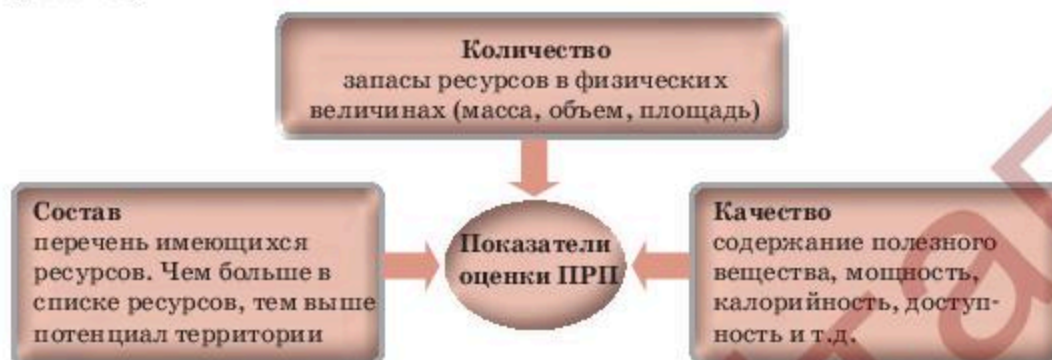 Количество
запасы ресурсов в физических
величинах (масса, объем, площадь)
Состав
перечень имеющихся
ресурсов. Чем больше в
списке ресурсов, тем выше
потенциал территории
Показатели
оценки ПРП
Качество
содержание полезного
вещества, мощность,
калорийность, доступ-
ность и т.д.